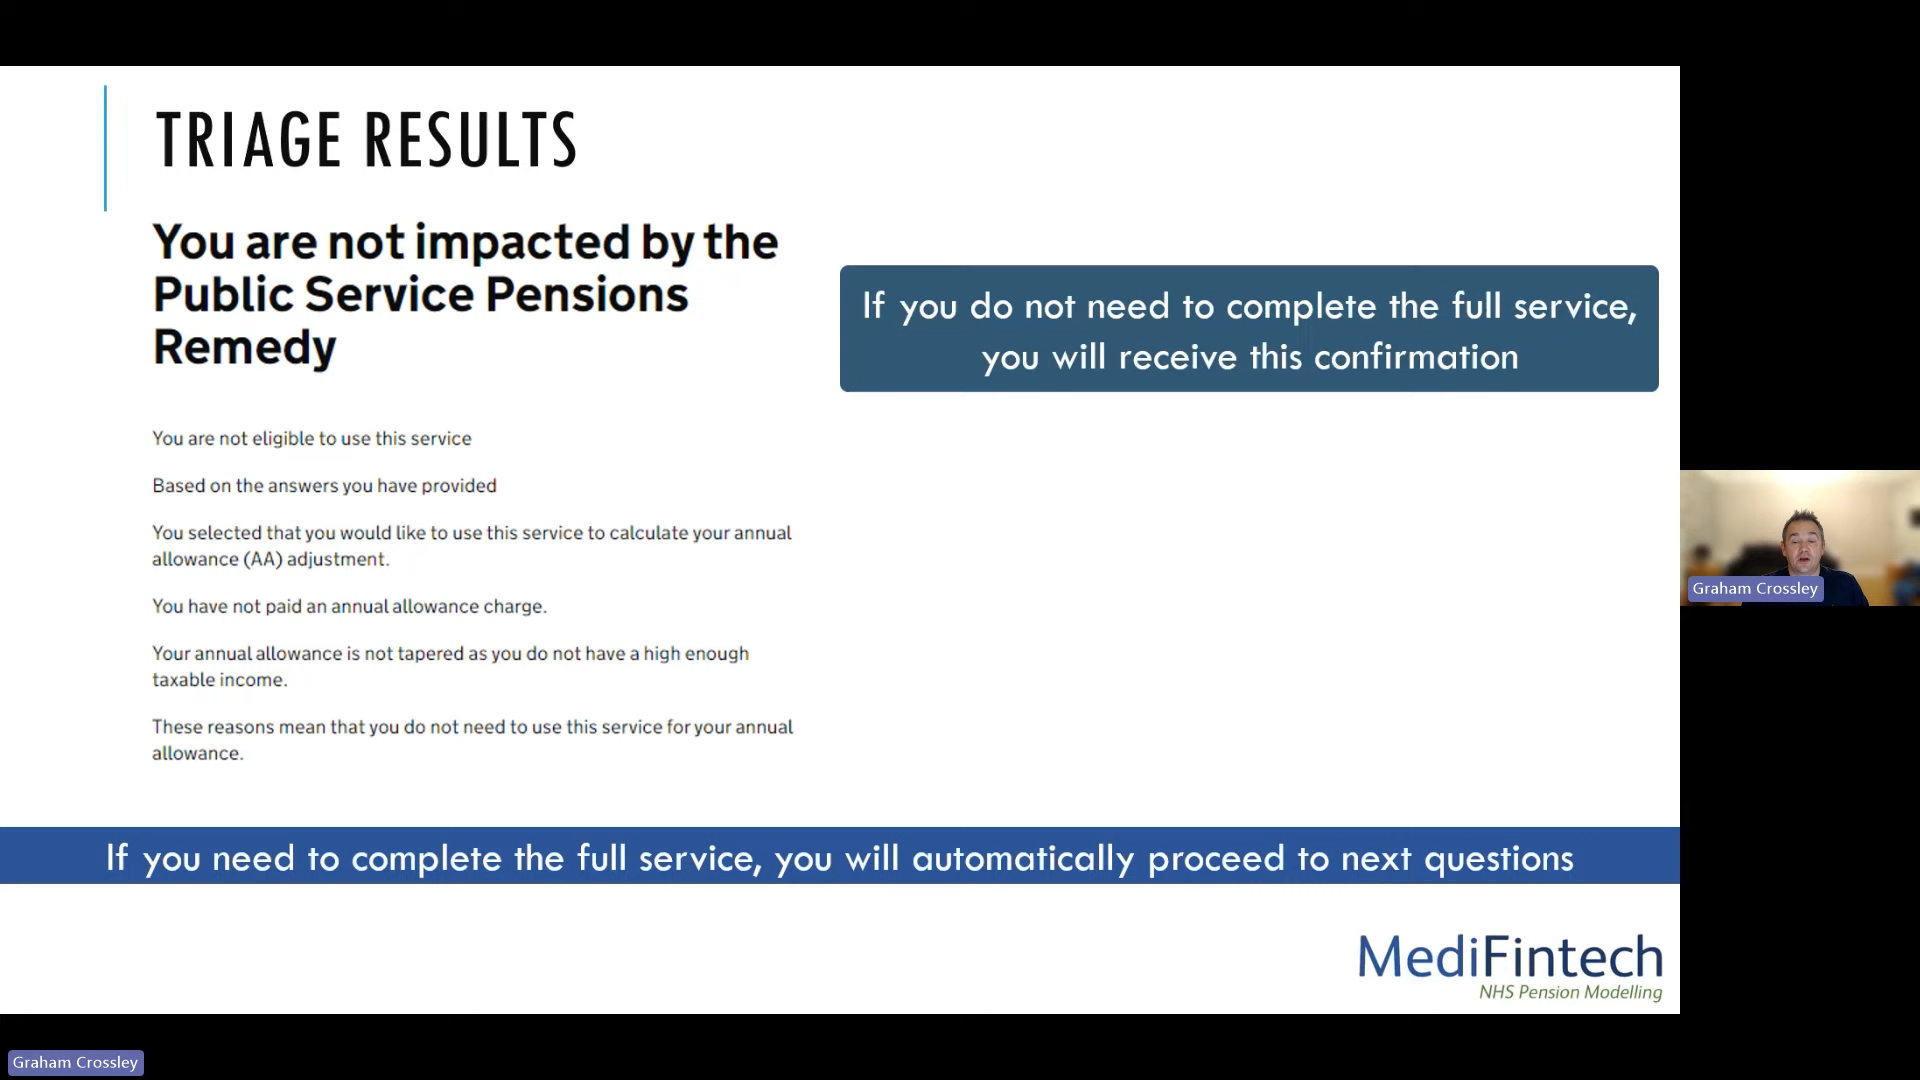 TRIAGE RESULTS
You are not impacted by the
Public Service Pensions
Remedy
If you do not need to complete the full service,
you will receive this confirmation
You are not eligible to use this service
Based on the answers you have provided
You selected that you would like to use this service to calculate your annual
allowance (AA) adjustment.
You have not paid an annual allowance charge.
Your annual allowance is not tapered as you do not have a high enough
taxable income.
These reasons mean that you do not need to use this service for your annual
allowance.
If you need to complete the full service, you will automatically proceed to next questions
MediFintech
NHS Pension Modelling
Graham Crossley
Graham Crossley